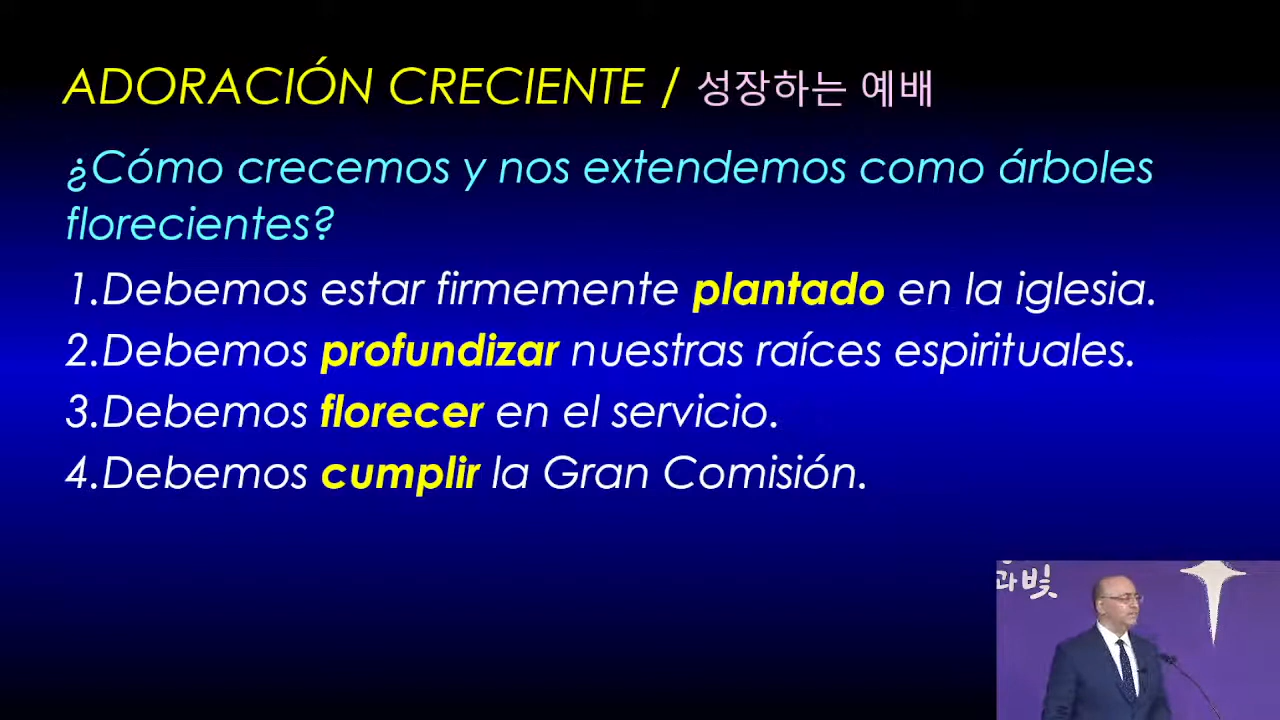 ADORACIÓN CRECIENTE / 성장하는 예배
¿Cómo crecemos y nos extendemos como árboles
florecientes?
1.Debemos estar firmemente plantado en la iglesia.
2.Debemos profundizar nuestras raíces espirituales.
3.Debemos florecer en el servicio.
4.Debemos cumplir la Gran Comisión.
과빛